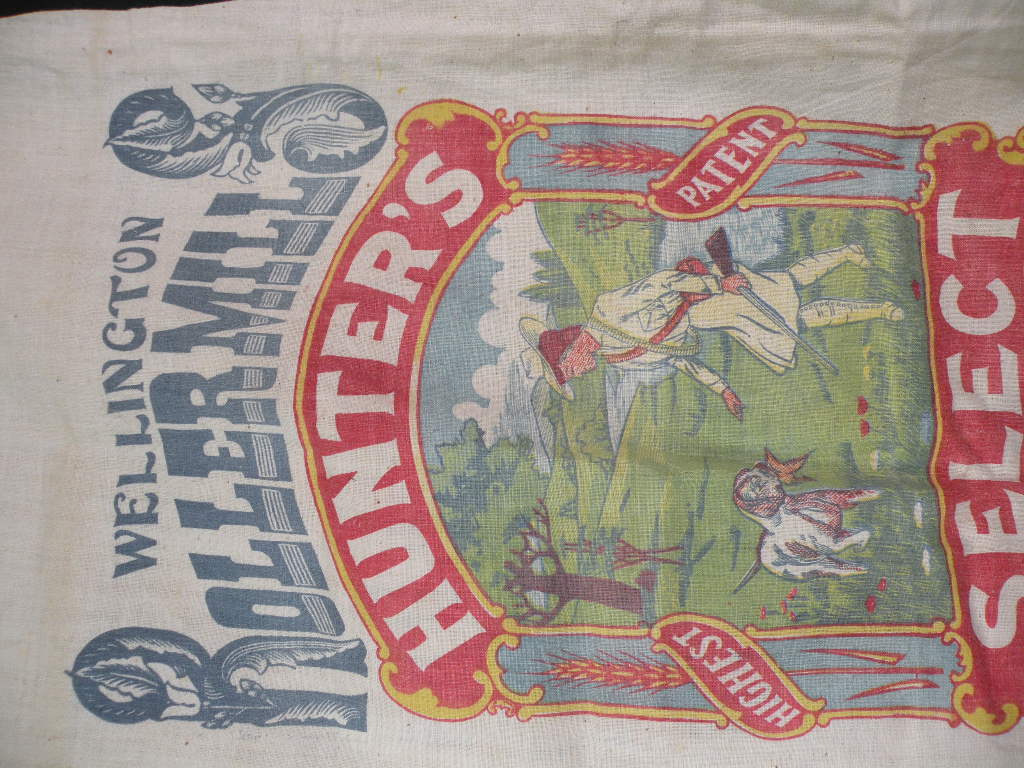 WELLINGTON
ROLLER MILLS
HUNTER'S
HIGHEST PATENT
SELECT